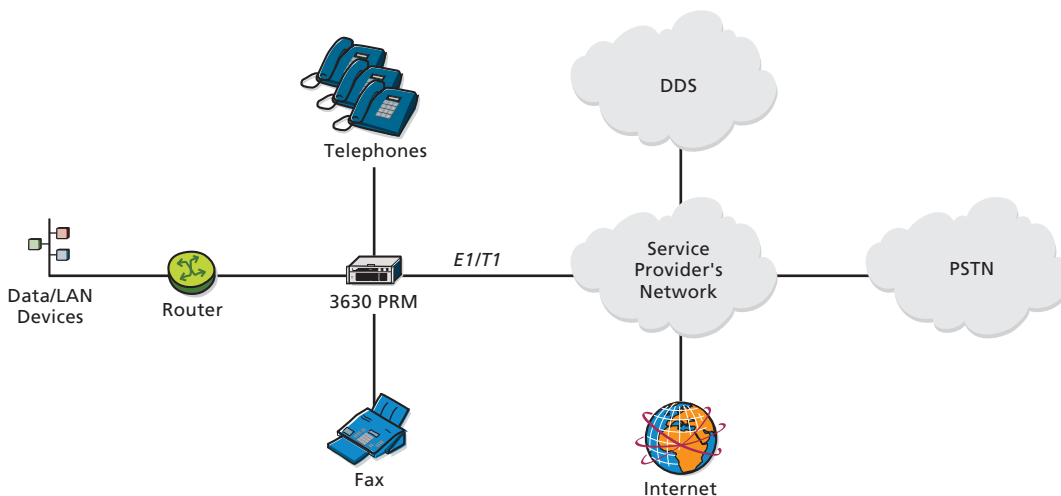 DDS
Telephones
E1/T1
Service
Provider's
Network
PSTN
Data/LAN
Devices
Router
3630 PRM
Fax
Internet